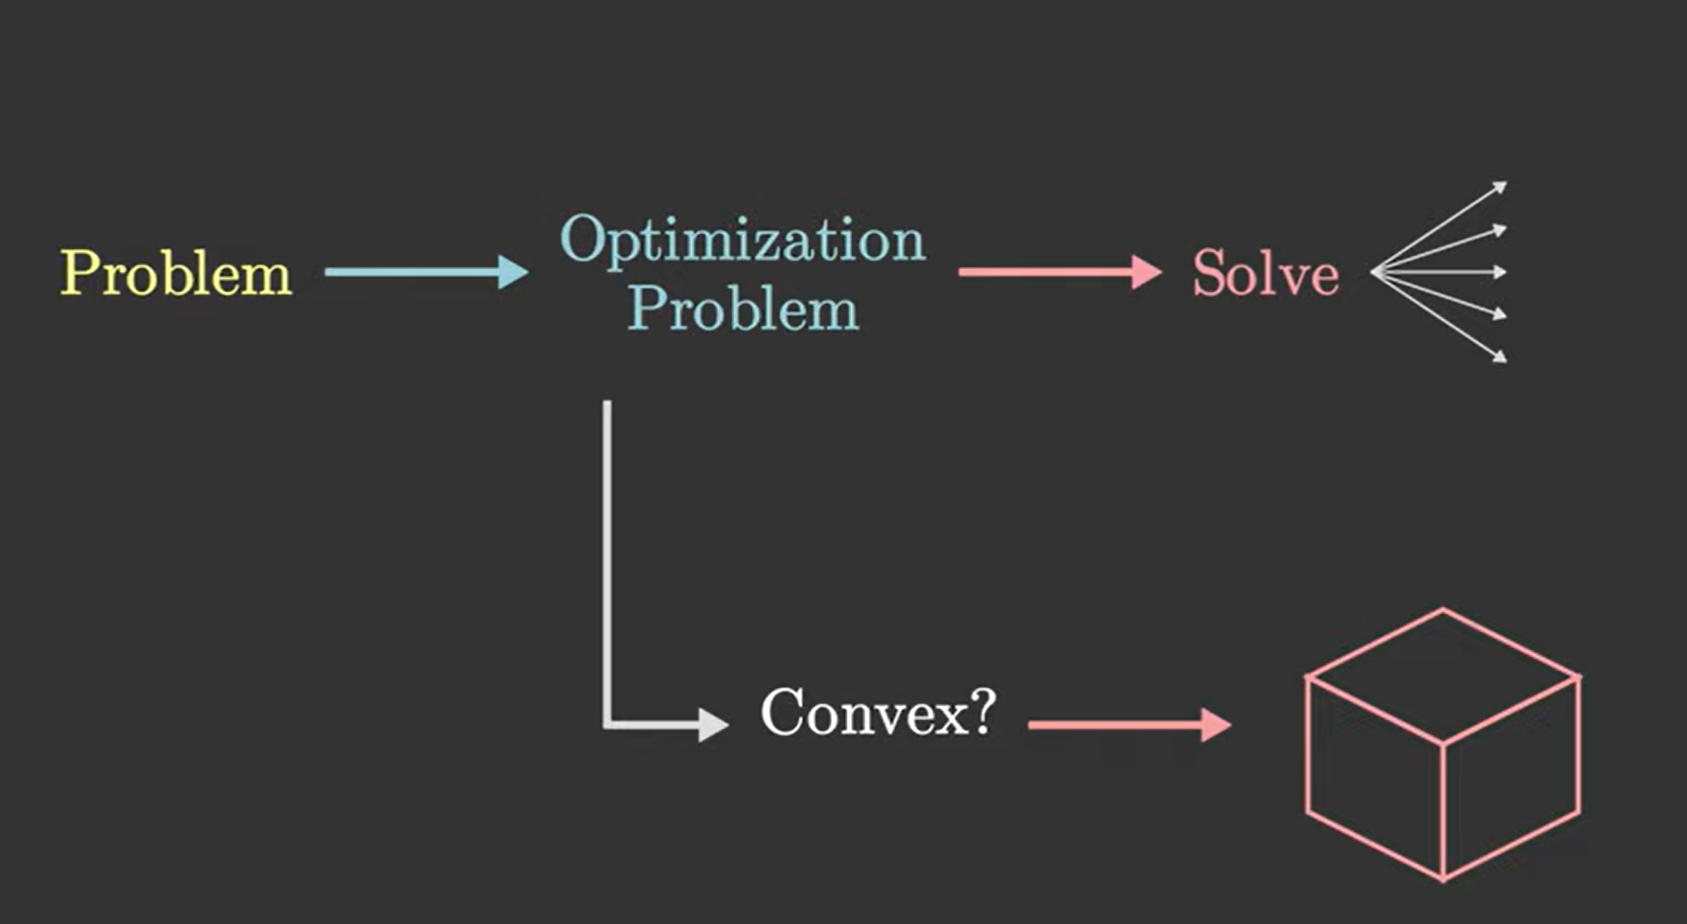 Problem
Optimization
Problem
Solve
Convex?